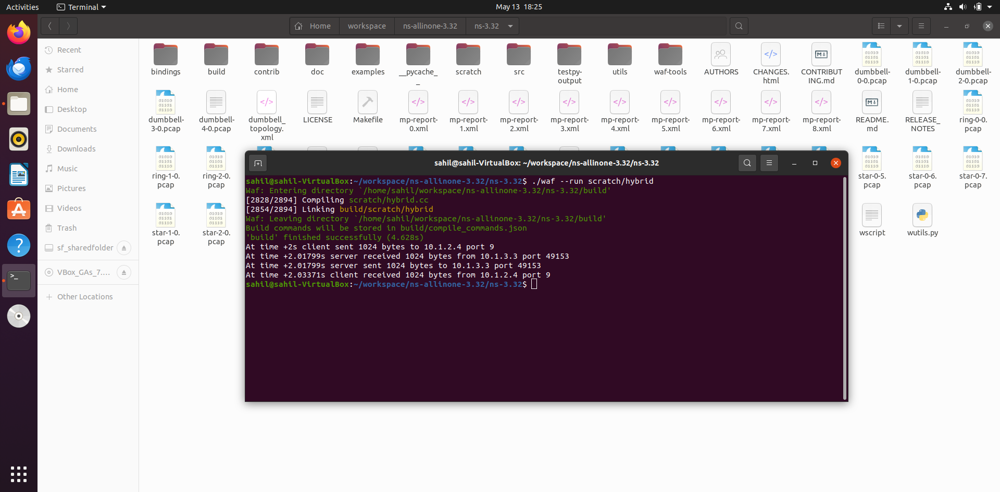 Activities
Terminal
May 13 18:25
Home
workspace
ns-allinone-3.32
ns-3.32
Recent
Starred
Home
Desktop
Documents
Downloads
Music
Pictures
Videos
Trash
sf_sharedfolder
VBox_GAs_7....
Other Locations
bindings
build
contrib
doc
examples
__pycache_
_
scratch
src
testpy-
output
utils
waf-tools
AUTHORS
CHANGES.
html
CONTRIBUT
ING.md
dumbbell-
0-0.pcap
dumbbell-
1-0.pcap
dumbbell-
2-0.pcap
dumbbell-
3-0.pcap
dumbbell-
4-0.pcap
dumbbell_
topology.
xml
LICENSE
Makefile
mp-report-
0.xml
mp-report-
1.xml
mp-report-
2.xml
mp-report-
3.xml
mp-report-
4.xml
mp-report-
5.xml
mp-report-
6.xml
mp-report-
7.xml
mp-report-
8.xml
README.
md
RELEASE_
NOTES
ring-0-0.
pcap
ring-1-0.
pcap
ring-2-0.
pcap
star-0-5.
pcap
star-0-6.
pcap
star-0-7.
pcap
star-1-0.
pcap
star-2-0.
pcap
wscript
wutils.py
sahil@sahil-VirtualBox: ~/workspace/ns-allinone-3.32/ns-3.32
sahil@sahil-VirtualBox:~/workspace/ns-allinone-3.32/ns-3.32$ ./waf --run scratch/hybrid
Waf: Entering directory `/home/sahil/workspace/ns-allinone-3.32/ns-3.32/build'
[2828/2894] Compiling scratch/hybrid.cc
[2854/2894] Linking build/scratch/hybrid
Waf: Leaving directory `/home/sahil/workspace/ns-allinone-3.32/ns-3.32/build'
Build commands will be stored in build/compile_commands.json
'build' finished successfully (4.628s)
At time +2s client sent 1024 bytes to 10.1.2.4 port 9
At time +2.01799s server received 1024 bytes from 10.1.3.3 port 49153
At time +2.01799s server sent 1024 bytes to 10.1.3.3 port 49153
At time +2.03371s client received 1024 bytes from 10.1.2.4 port 9
sahil@sahil-VirtualBox:~/workspace/ns-allinone-3.32/ns-3.32$